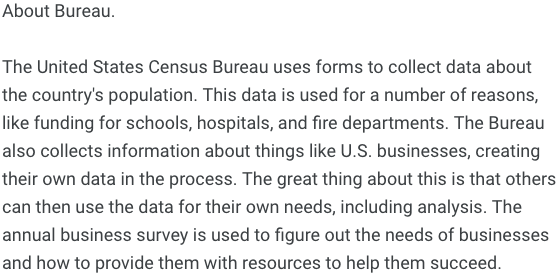 About Bureau.
The United States Census Bureau uses forms to collect data about
the country's population. This data is used for a number of reasons,
like funding for schools, hospitals, and fire departments. The Bureau
also collects information about things like U.S. businesses, creating
their own data in the process. The great thing about this is that others
can then use the data for their own needs, including analysis. The
annual business survey is used to figure out the needs of businesses
and how to provide them with resources to help them succeed.